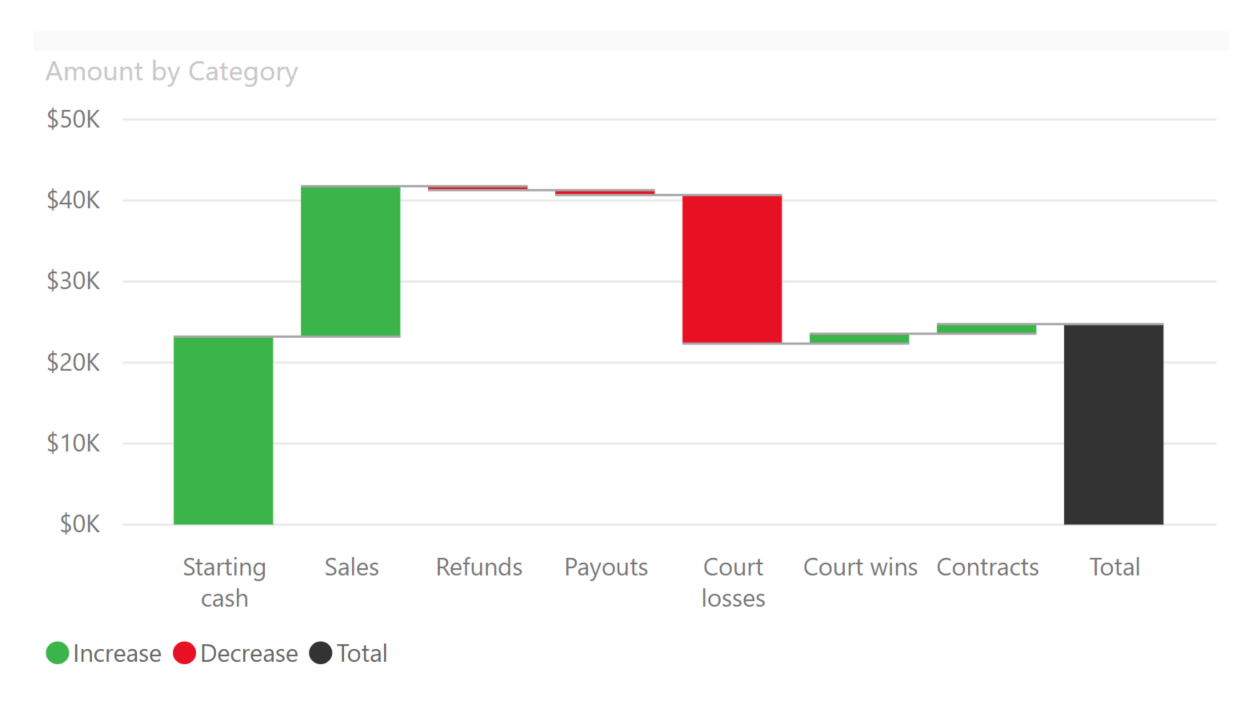 Amount by Category
$50K
$40K
$30K
$20K
$10K
$0K
Starting cash
Sales
Refunds
Payouts
Court losses
Court wins
Contracts
Total
Increase
Decrease
Total